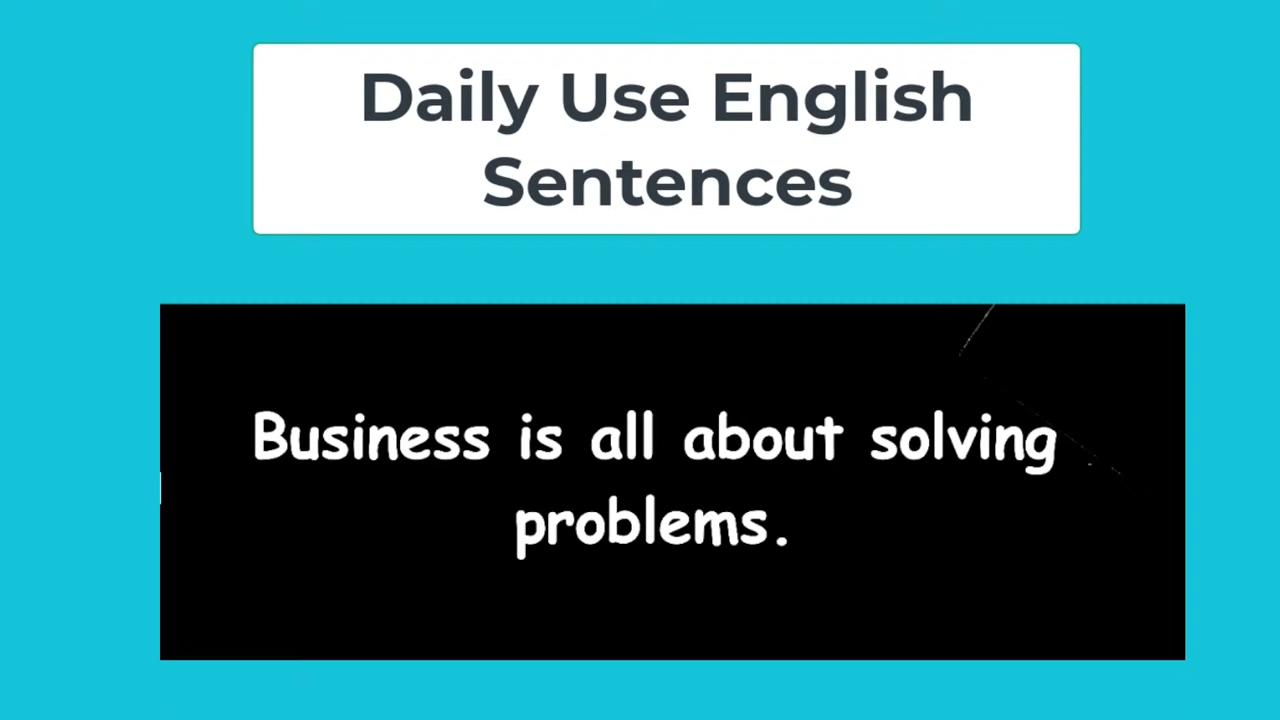 Daily Use English
Sentences
Business is all about solving
problems.